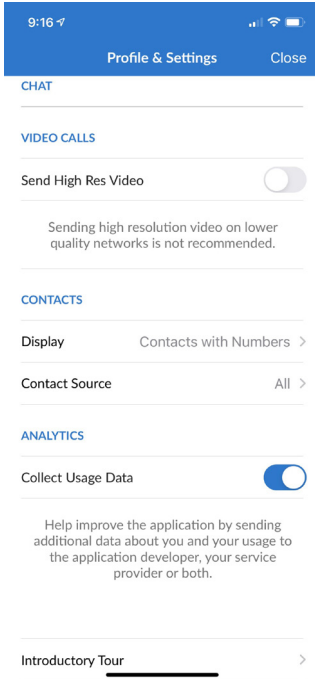 9:16
Profile & Settings Close
CHAT
VIDEO CALLS
Send High Res Video
Sending high resolution video on lower
quality networks is not recommended.
CONTACTS
Display Contacts with Numbers >
Contact Source All >
ANALYTICS
Collect Usage Data
Help improve the application by sending
additional data about you and your usage to
the application developer, your service
provider or both.
Introductory Tour >